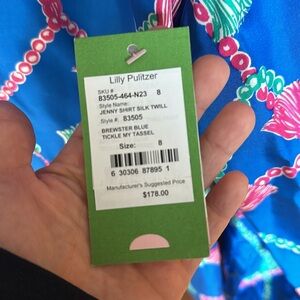 Lilly Pulitzer
SKU #
83505-464-N23 8
Style Name:
JENNY SHIRT SILK TWILL
Style #: 83505
BREWSTER BLUE
TICKLE MY TASSEL
Size: 8
6 30306 87895 1
Manufacturer's Suggested Price
$178.00